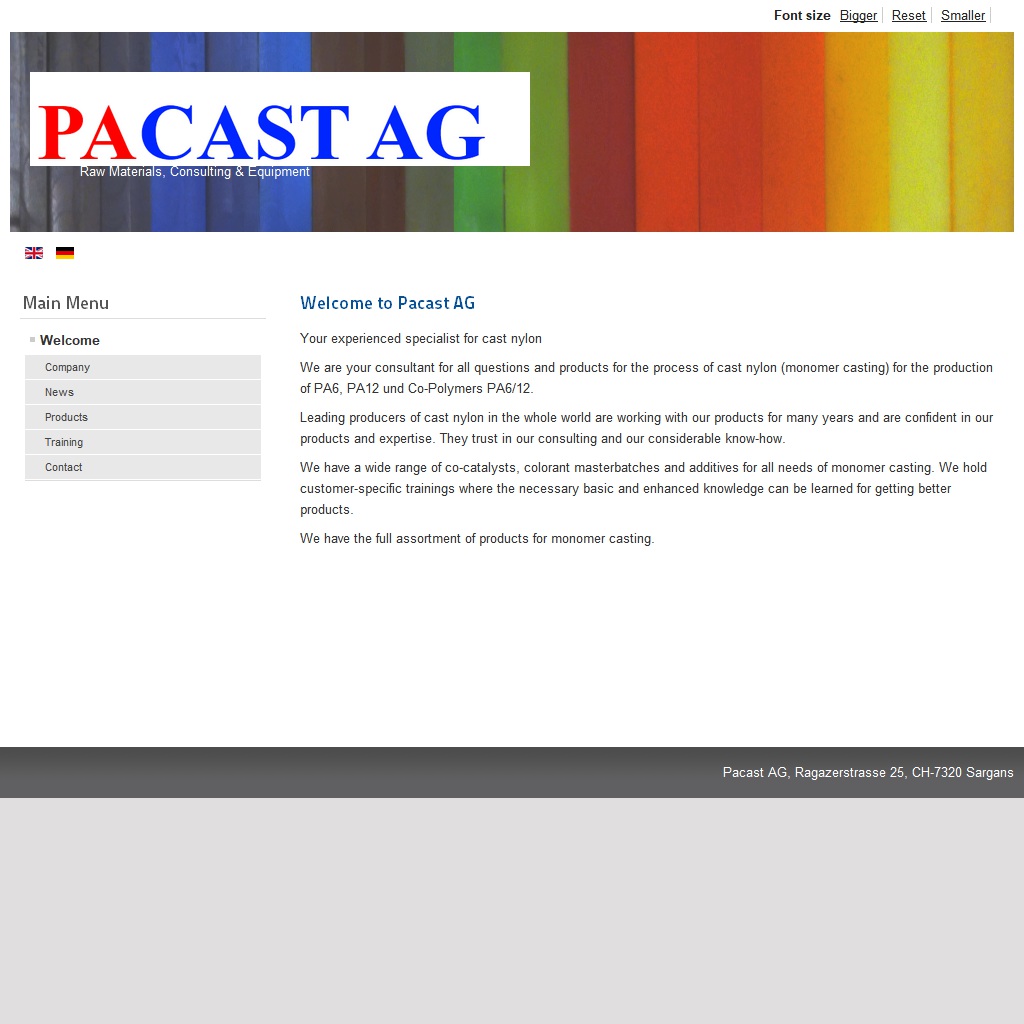 Font size Bigger Reset Smaller
PACAST AG
Raw Materials, Consulting & Equipment
Main Menu
Welcome
Company
News
Products
Training
Contact
Welcome to Pacast AG
Your experienced specialist for cast nylon
We are your consultant for all questions and products for the process of cast nylon (monomer casting) for the production
of PA6, PA12 und Co-Polymers PA6/12.
Leading producers of cast nylon in the whole world are working with our products for many years and are confident in our
products and expertise. They trust in our consulting and our considerable know-how.
We have a wide range of co-catalysts, colorant masterbatches and additives for all needs of monomer casting. We hold
customer-specific trainings where the necessary basic and enhanced knowledge can be learned for getting better
products.
We have the full assortment of products for monomer casting.
Pacast AG, Ragazerstrasse 25, CH-7320 Sargans